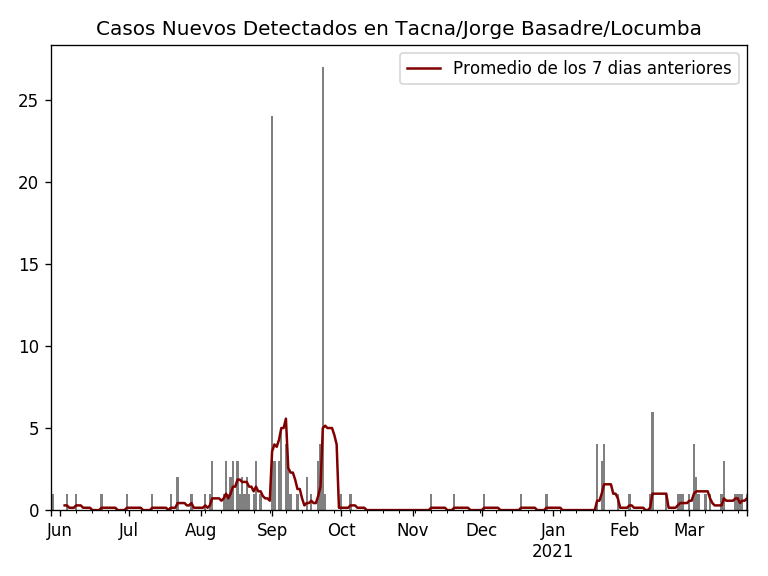 Casos Nuevos Detectados en Tacna/Jorge Basadre/Locumba
Promedio de los 7 dias anteriores
25
20
15
10
5
0
Jun Jul Aug Sep Oct Nov Dec Jan Feb Mar
2021